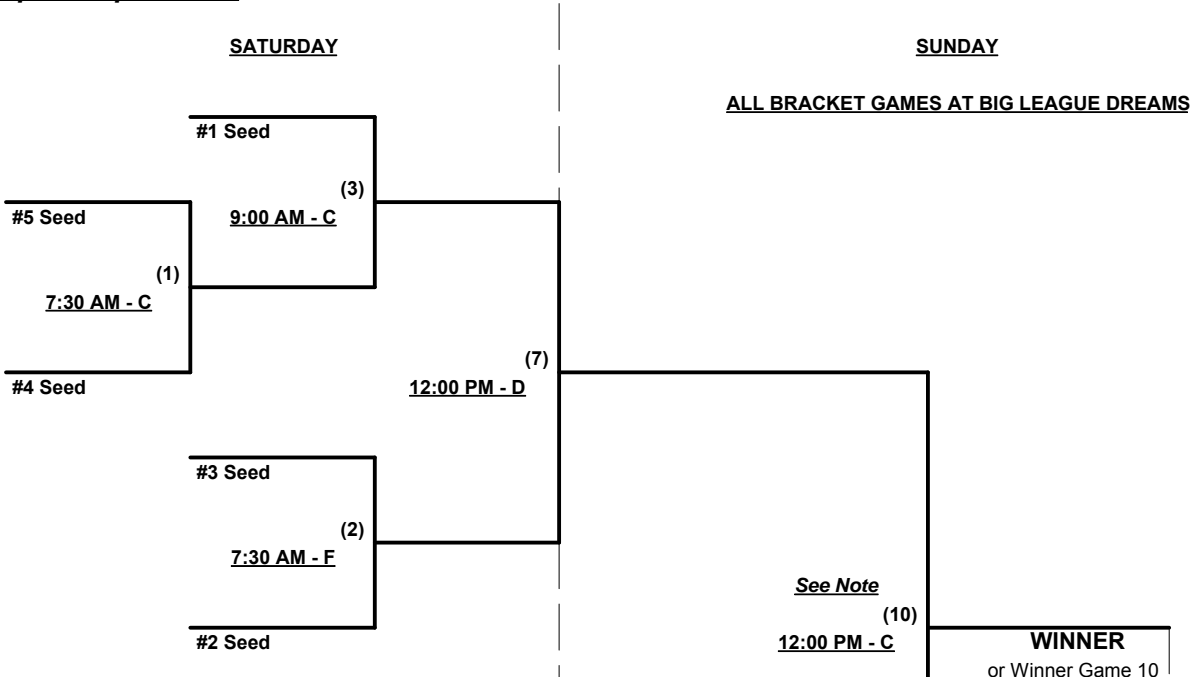 SATURDAY
SUNDAY
ALL BRACKET GAMES AT BIG LEAGUE DREAMS
#1 Seed
(3)
#5 Seed
9:00 AM - C
(1)
7:30 AM - C
(7)
#4 Seed
12:00 PM - D
#3 Seed
(2)
7:30 AM - F
See Note
(10)
#2 Seed
12:00 PM - C
WINNER
or Winner Game 10